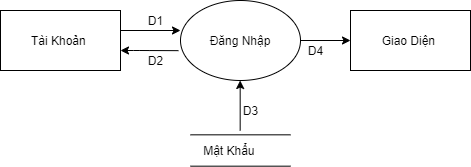 D1
Tài Khoản
Đăng Nhập
Giao Diện
D2
D4
D3
Mật Khẩu